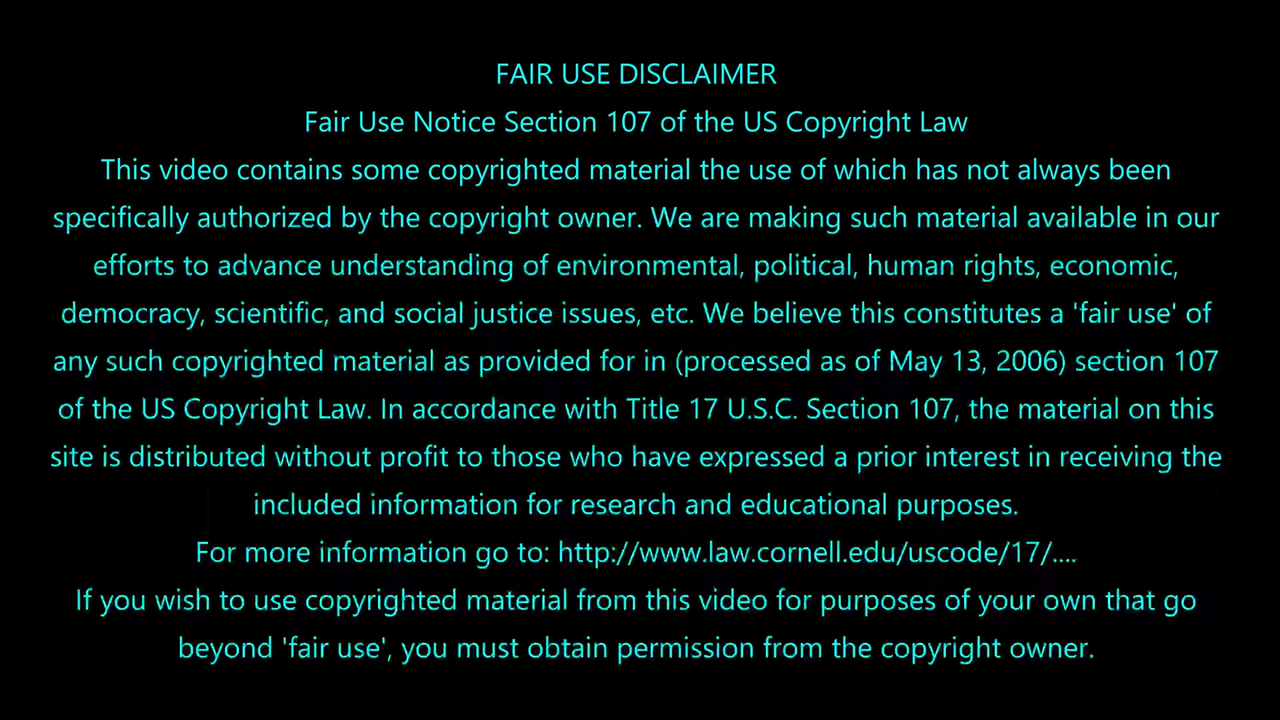 FAIR USE DISCLAIMER
Fair Use Notice Section 107 of the US Copyright Law
This video contains some copyrighted material the use of which has not always been
specifically authorized by the copyright owner. We are making such material available in our
efforts to advance understanding of environmental, political, human rights, economic,
democracy, scientific, and social justice issues, etc. We believe this constitutes a 'fair use' of
any such copyrighted material as provided for in (processed as of May 13, 2006) section 107
of the US Copyright Law. In accordance with Title 17 U.S.C. Section 107, the material on this
site is distributed without profit to those who have expressed a prior interest in receiving the
included information for research and educational purposes.
For more information go to: http://www.law.cornell.edu/uscode/17/....
If you wish to use copyrighted material from this video for purposes of your own that go
beyond 'fair use', you must obtain permission from the copyright owner.